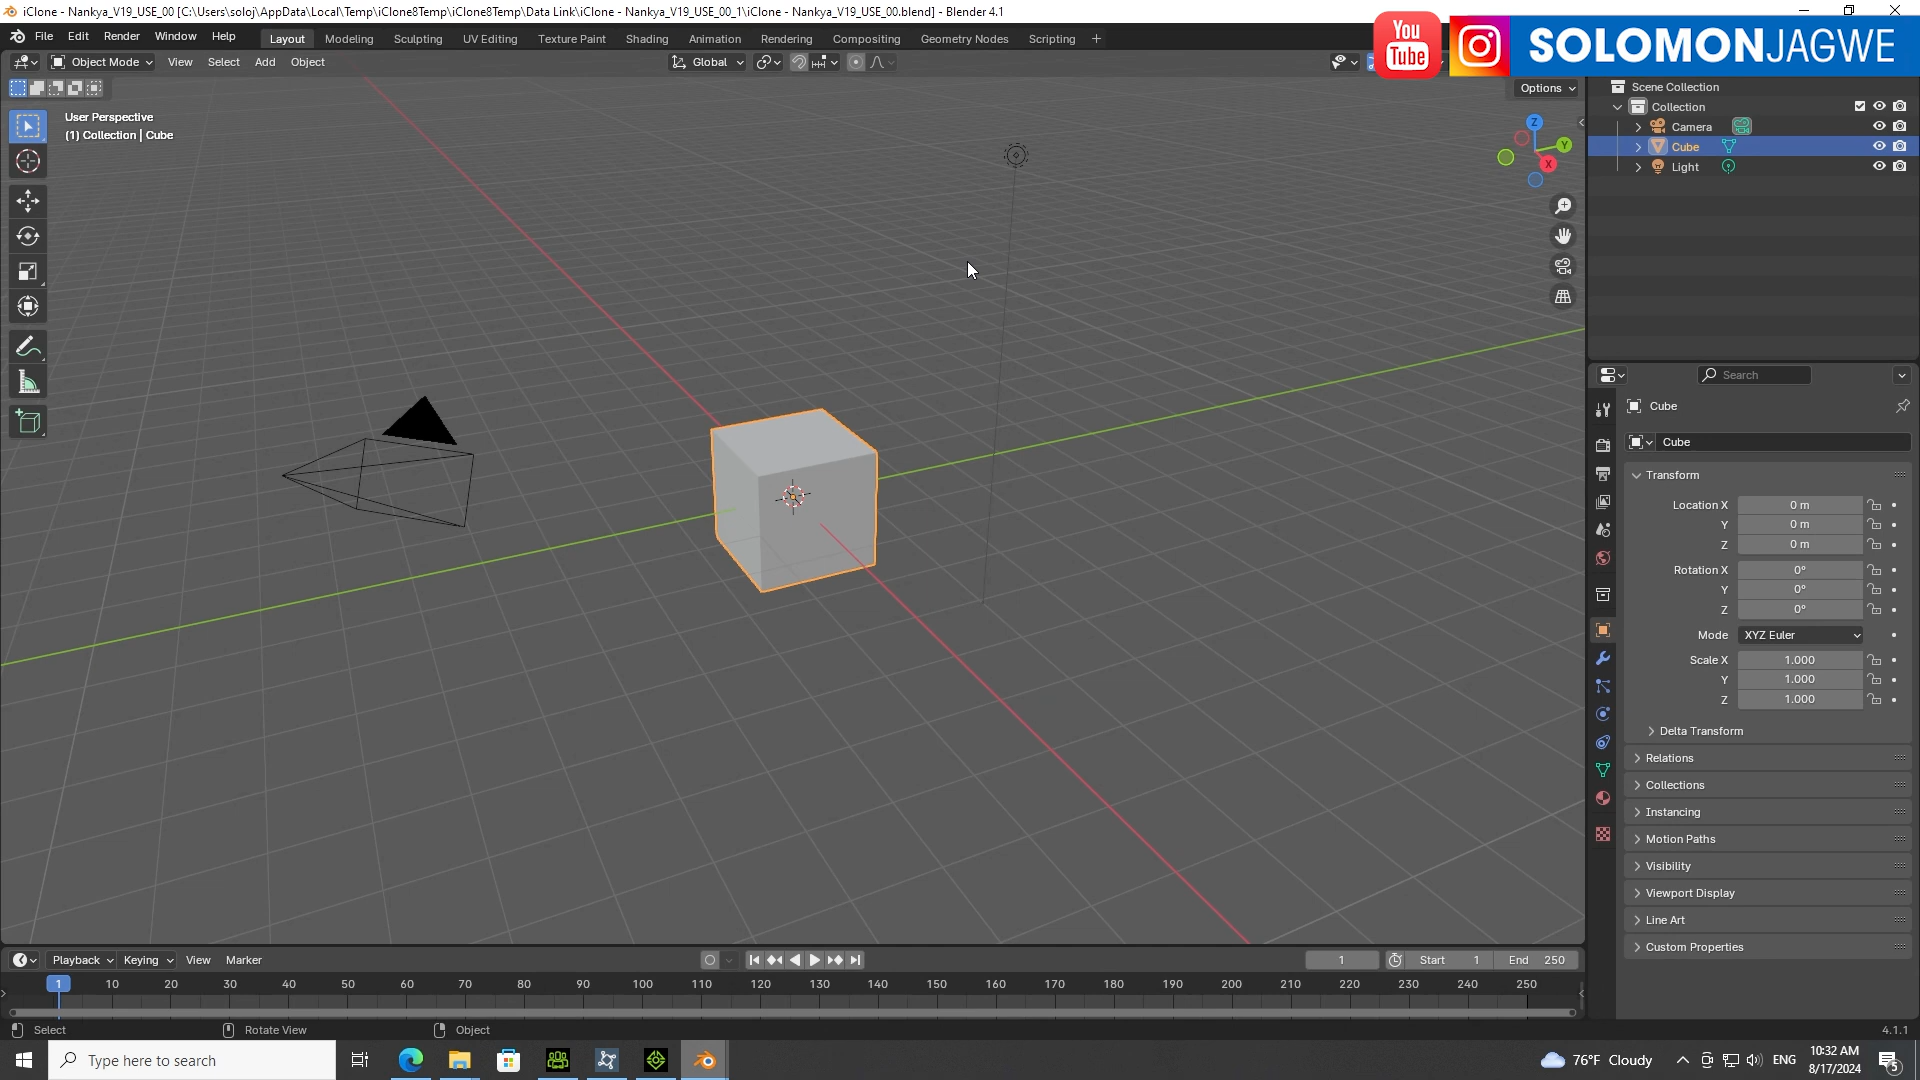 iClone - Nankya_V19_USE_00 [C:\Users\soloj\AppData\Local\Temp\iClone8Temp\iClone8Temp\Data Link\iClone - Nankya_V19_USE_00_1\iClone - Nankya_V19_USE_00.blend] - Blender 4.1
File Edit Render Window Help Layout Modeling Sculpting UV Editing Texture Paint Shading Animation Rendering Compositing Geometry Nodes Scripting +
You Tube SOLOMONJAGWE
Object Mode View Select Add Object Global
Options
User Perspective
(1) Collection | Cube
Z
Y
X
Scene Collection
Collection
Camera
Cube
Light
Search
Cube
Cube
Transform
Location X 0 m
Y 0 m
Z 0 m
Rotation X 0°
Y 0°
Z 0°
Mode XYZ Euler
Scale X 1.000
Y 1.000
Z 1.000
Delta Transform
Relations
Collections
Instancing
Motion Paths
Visibility
Viewport Display
Line Art
Custom Properties
Playback Keying View Marker 1 Start 1 End 250
1 10 20 30 40 50 60 70 80 90 100 110 120 130 140 150 160 170 180 190 200 210 220 230 240 250
Select Rotate View Object 4.1.1
Type here to search 76°F Cloudy ENG 10:32 AM
8/17/2024 5